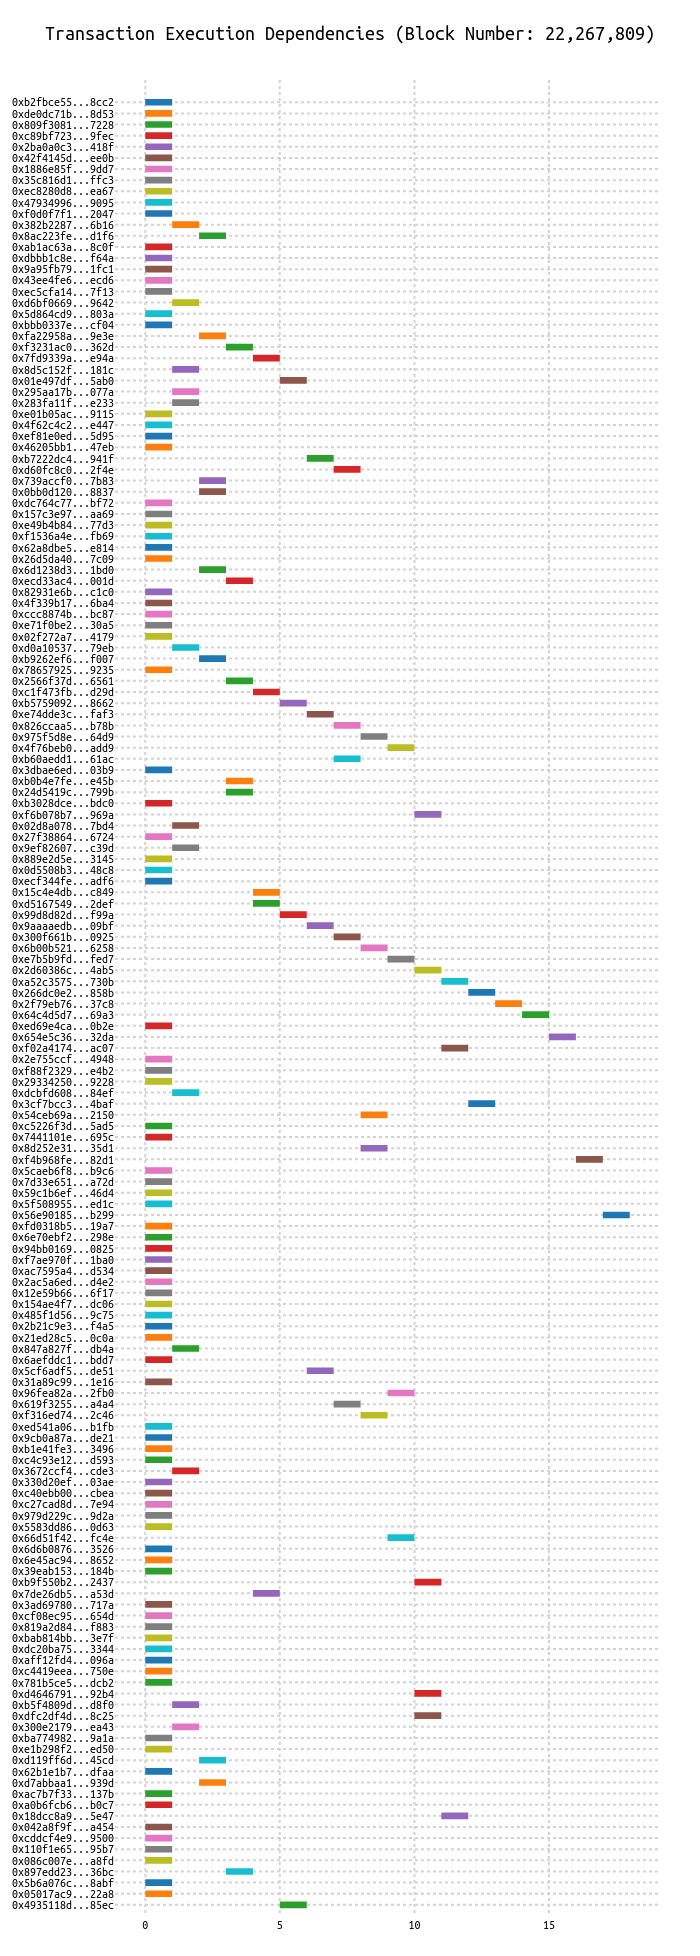 Transaction Execution Dependencies (Block Number: 22,267,809)
0xb2fbce55...8cc2
0xde0dc71b...8d53
0x809f3081...7228
0xc89bf723...9fec
0x2ba0a0c3...418f
0x42f4145d...ee0b
0x1886e85f...9dd7
0x35c816d1...ffc3
0xec8280d8...ea67
0x47934996...9095
0xf0d0f7f1...2047
0x382b2287...6b16
0x8ac223fe...d1f6
0xab1ac63a...8c0f
0xdbbb1c8e...f64a
0x9a95fb79...1fc1
0x43ee4fe6...ecd6
0xec5cfa14...7f13
0xd6bf0669...9642
0x5d864cd9...803a
0xbbb0337e...cf04
0xfa22958a...9e3e
0xf3231ac0...362d
0x7fd9339a...e94a
0x8d5c152f...181c
0x01e497df...5ab0
0x295aa17b...077a
0x283fa11f...e233
0xe01b05ac...9115
0x4f62c4c2...e447
0xef81e0ed...5d95
0x46205bb1...47eb
0xb7222dc4...941f
0xd60fc8c0...2f4e
0x739accf0...7b83
0x0bb0d120...8837
0xdc764c77...bf72
0x157c3e97...aa69
0xe49b4b84...77d3
0xf1536a4e...fb69
0x62a8dbe5...e814
0x26d5da40...7c09
0x6d1238d3...1bd0
0xecd33ac4...001d
0x82931e6b...c1c0
0x4f339b17...6ba4
0xccc8874b...bc87
0xe71f0be2...30a5
0x02f272a7...4179
0xd0a10537...79eb
0xb9262ef6...f007
0x78657925...9235
0x2566f37d...6561
0xc1f473fb...d29d
0xb5759092...8662
0xe74dde3c...faf3
0x826ccaa5...b78b
0x975f5d8e...64d9
0x4f76beb0...add9
0xb60aedd1...61ac
0x3dbae6ed...03b9
0xb0b4e7fe...e45b
0x24d5419c...799b
0xb3028dce...bdc0
0xf6b078b7...969a
0x02d8a078...7bd4
0x27f38864...6724
0x9ef82607...c39d
0x889e2d5e...3145
0x0d5508b3...48c8
0xecf344fe...adf6
0x15c4e4db...c849
0xd5167549...2def
0x99d8d82d...f99a
0x9aaaaedb...09bf
0x300f661b...0925
0x6b00b521...6258
0xe7b5b9fd...fed7
0x2d60386c...4ab5
0xa52c3575...730b
0x266dc0e2...858b
0x2f79eb76...37c8
0x64c4d5d7...69a3
0xed69e4ca...0b2e
0x654e5c36...32da
0xf02a4174...ac07
0x2e755ccf...4948
0xf88f2329...e4b2
0x29334250...9228
0xdcbfd608...84ef
0x3cf7bcc3...4baf
0x54ceb69a...2150
0xc5226f3d...5ad5
0x7441101e...695c
0x8d252e31...35d1
0xf4b968fe...82d1
0x5caeb6f8...b9c6
0x7d33e651...a72d
0x59c1b6ef...46d4
0x5f508955...ed1c
0x56e90185...b299
0xfd0318b5...19a7
0x6e70ebf2...298e
0x94bb0169...0825
0xf7ae970f...1ba0
0xac7595a4...d534
0x2ac5a6ed...d4e2
0x12e59b66...6f17
0x154ae4f7...dc06
0x485f1d56...9c75
0x2b21c9e3...f4a5
0x21ed28c5...0c0a
0x847a827f...db4a
0x6aefddc1...bdd7
0x5cf6adf5...de51
0x31a89c99...1e16
0x96fea82a...2fb0
0x619f3255...a4a4
0xf316ed74...2c46
0xed541a06...b1fb
0x9cb0a87a...de21
0xb1e41fe3...3496
0xc4c93e12...d593
0x3672ccf4...cde3
0x330d20ef...03ae
0xc40ebb00...cbea
0xc27cad8d...7e94
0x979d229c...9d2a
0x5583dd86...0d63
0x66d51f42...fc4e
0x6d6b0876...3526
0x6e45ac94...8652
0x39eab153...184b
0xb9f550b2...2437
0x7de26db5...a53d
0x3ad69780...717a
0xcf08ec95...654d
0x819a2d84...f883
0xbab814bb...3e7f
0xdc20ba75...3344
0xaff12fd4...096a
0xc4419eea...750e
0x781b5ce5...dcb2
0xd4646791...92b4
0xb5f4809d...d8f0
0xdfc2df4d...8c25
0x300e2179...ea43
0xba774982...9a1a
0xe1b298f2...ed50
0xd119ff6d...45cd
0x62b1e1b7...dfaa
0xd7abbaa1...939d
0xac7b7f33...137b
0xa0b6fcb6...b0c7
0x18dcc8a9...5e47
0x042a8f9f...a454
0xcddcf4e9...9500
0x110f1e65...95b7
0x086c007e...a8fd
0x897edd23...36bc
0x5b6a076c...8abf
0x05017ac9...22a8
0x4935118d...85ec
0 5 10 15